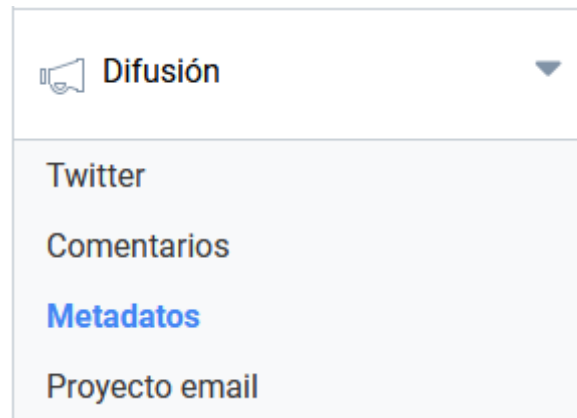 Difusión
Twitter
Comentarios
Metadatos
Proyecto email